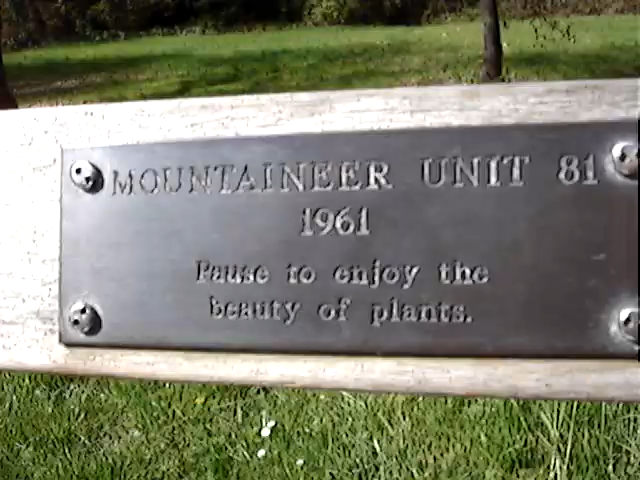 MOUNTAINEER UNIT 81
1961
Pause to enjoy the
beauty of plants.